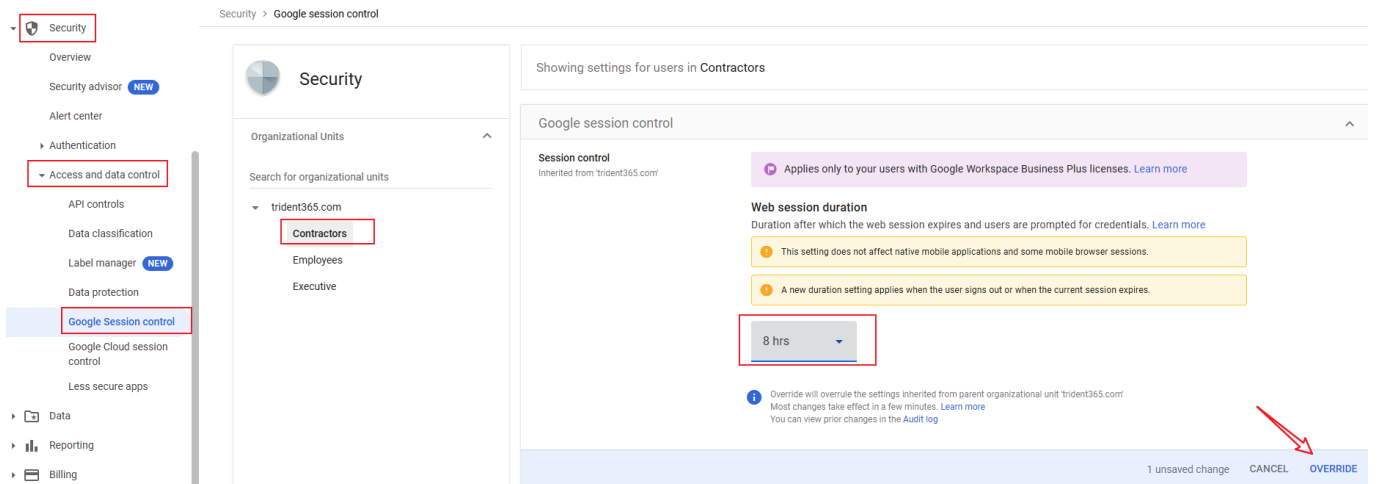 Security
Overview
Security advisor NEW
Alert center
Authentication
Access and data control
API controls
Data classification
Label manager NEW
Data protection
Google Session control
Google Cloud session
control
Less secure apps
Data
Reporting
Billing
Security > Google session control
Security
Organizational Units
Search for organizational units
trident365.com
Contractors
Employees
Executive
Showing settings for users in Contractors
Google session control
Session control
Inherited from 'trident365.com'
Applies only to your users with Google Workspace Business Plus licenses. Learn more
Web session duration
Duration after which the web session expires and users are prompted for credentials. Learn more
This setting does not affect native mobile applications and some mobile browser sessions.
A new duration setting applies when the user signs out or when the current session expires.
8 hrs
Override will overrule the settings inherited from parent organizational unit 'trident365.com'
Most changes take effect in a few minutes. Learn more
You can view prior changes in the Audit log
1 unsaved change CANCEL OVERRIDE